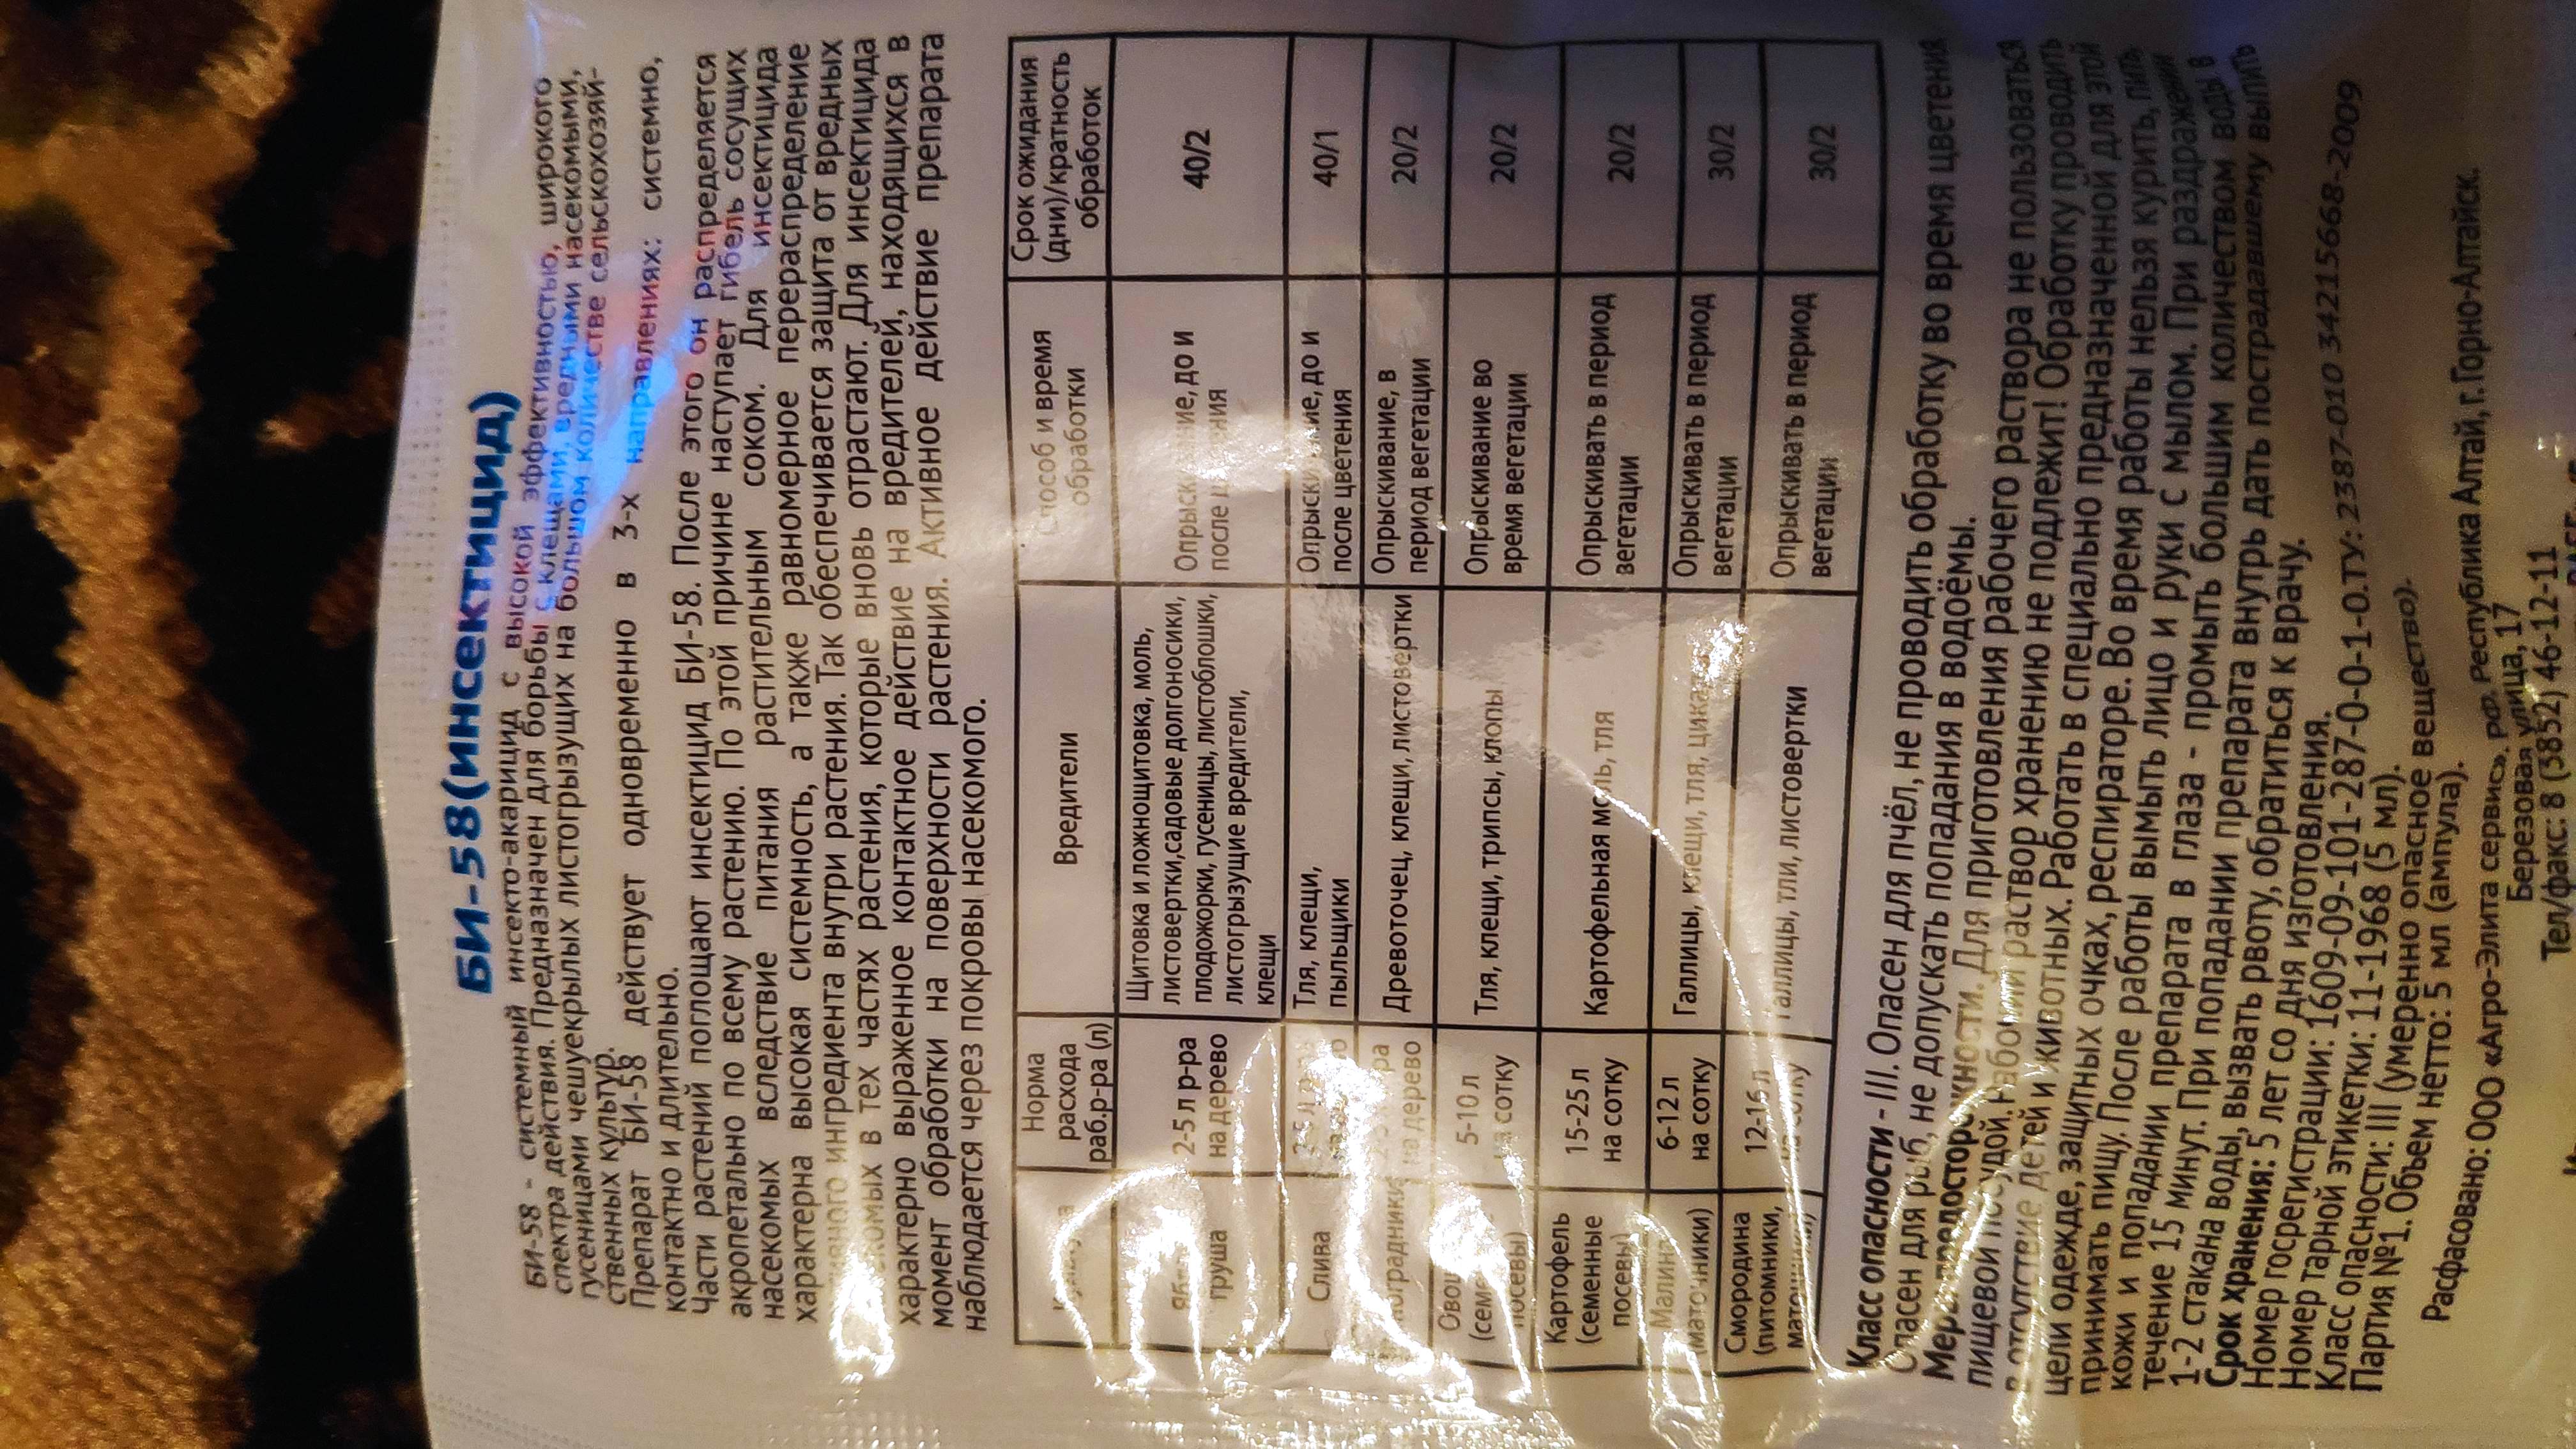 БИ-58(инсектицид)
БИ-58 - системный инсекто-акарицид с высокой эффективностью, широкого
спектра действия. Предназначен для борьбы с клещами, вредными насекомыми,
гусеницами чешуекрылых листогрызущих на большом количестве сельскохозяй-
ственных культур.
Препарат БИ-58 действует одновременно в 3-х направлениях: системно,
контактно и длительно.
Части растений поглощают инсектицид БИ-58. После этого он распределяется
акропетально по всему растению. По этой причине наступает гибель сосущих
насекомых вследствие питания растительным соком. Для инсектицида
характерна высокая системность, а также равномерное перераспределение
ингредиента внутри растения. Так обеспечивается защита от вредных
в тех частях растения, которые вновь отрастают. Для инсектицида
характерно выраженное контактное действие на вредителей, находящихся в
момент обработки на поверхности растения. Активное действие препарата
наблюдается через покровы насекомого.
Норма расхода раб.р-ра (л)
Вредители
Способ и время обработки
Срок ожидания (дни)/кратность обработок
груша
2-5 л р-ра на дерево
Щитовка и ложнощитовка, моль,
листовертки,садовые долгоносики,
плодожорки, гусеницы, листоблошки,
листогрызущие вредители,
клещи
до и после
40/2
Слива
Тля, клещи, пыльщики
до и после цветения
40/1
на дерево
Древоточец, клещи, листовертки
Опрыскивание, в период вегетации
20/2
5-10 л на сотку
Тля, клещи, трипсы, клопы
Опрыскивание во время вегетации
20/2
Картофель (семенные посевы)
15-25 л на сотку
Картофельная моль, тля
Опрыскивать в период вегетации
20/2
Малина (маточники)
6-12 л на сотку
Галлицы, клещи, тля,
Опрыскивать в период вегетации
30/2
Смородина (питомники,
12-16 л
Галлицы, тли, листовертки
Опрыскивать в период вегетации
30/2
Класс опасности - III. Опасен для пчёл, не проводить обработку во время цветения
Опасен для рыб, не допускать попадания в водоёмы.
Меры предосторожности. Для приготовления рабочего раствора не пользоваться
пищевой посудой. Рабочий раствор хранению не подлежит! Обработку проводить
в отсутствие детей и животных. Работать в специально предназначенной для этой
цели одежде, защитных очках, респираторе. Во время работы нельзя курить, пить,
принимать пищу. После работы вымыть лицо и руки с мылом. При раздражении
кожи и попадании препарата в глаза - промыть большим количеством воды в
течение 15 минут. При попадании препарата внутрь дать пострадавшему выпить
1-2 стакана воды, вызвать рвоту, обратиться к врачу.
Срок хранения: 5 лет со дня изготовления.
Номер госрегистрации: 1609-09-101-287-0-0-1-0.ТУ: 2387-010 34215668-2009
Номер тарной этикетки: 11-1968 (5 мл).
Класс опасности: III (умеренно опасное вещество).
Партия №1. Объем нетто: 5 мл (ампула).
Расфасовано: ООО «Агро-Элита сервис». РФ. Республика Алтай, г. Горно-Алтайск.
Березовая улица, 17
Тел/факс: 8 (3852) 46-12-11